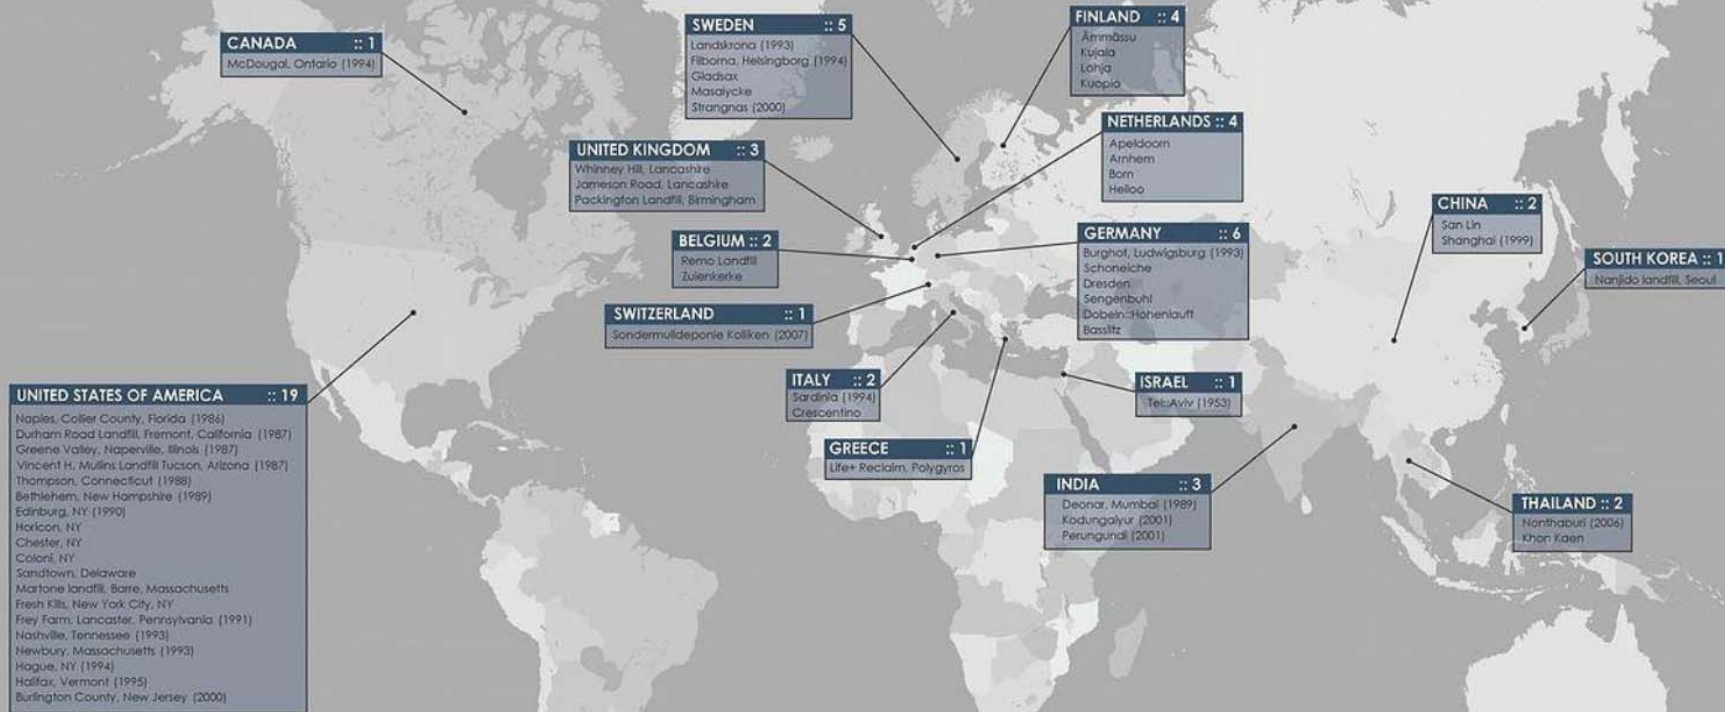 CANADA :: 1
McDougal, Ontario (1994)
SWEDEN :: 5
Landskrona (1993)
Filborna, Helsingborg (1994)
Gladsax
Masalycke
Strangnas (2000)
FINLAND :: 4
Ämmässu
Kujala
Lohja
Kuopio
UNITED KINGDOM :: 3
Whinney Hill, Lancashire
Jameson Road, Lancashire
Packington Landfill, Birmingham
NETHERLANDS :: 4
Apeldoorn
Arnhem
Born
Heiloo
BELGIUM :: 2
Remo Landfill
Zuienkerke
GERMANY :: 6
Burghof, Ludwigsburg (1993)
Schoneiche
Dresden
Sengenbuhl
Dobeln::Hohenlauft
Basslitz
CHINA :: 2
San Lin
Shanghai (1999)
SOUTH KOREA :: 1
Nanjido landfill, Seoul
SWITZERLAND :: 1
Sondermulldeponie Kolliken (2007)
UNITED STATES OF AMERICA :: 19
Naples, Collier County, Florida (1986)
Durham Road Landfill, Fremont, California (1987)
Greene Valley, Naperville, Illinois (1987)
Vincent H. Mullins Landfill Tucson, Arizona (1987)
Thompson, Connecticut (1988)
Bethlehem, New Hampshire (1989)
Edinburg, NY (1990)
Horicon, NY
Chester, NY
Coloni, NY
Sandtown, Delaware
Martone landfill, Barre, Massachusetts
Fresh Kills, New York City, NY
Frey Farm, Lancaster, Pennsylvania (1991)
Nashville, Tennessee (1993)
Newbury, Massachusetts (1993)
Hague, NY (1994)
Halifax, Vermont (1995)
Burlington County, New Jersey (2000)
ITALY :: 2
Sardinia (1994)
Crescentino
ISRAEL :: 1
Tel::Aviv (1953)
GREECE :: 1
Life+ Reclaim, Polygyros
INDIA :: 3
Deonar, Mumbai (1989)
Kodungaiyur (2001)
Perungundi (2001)
THAILAND :: 2
Nonthaburi (2006)
Khon Kaen